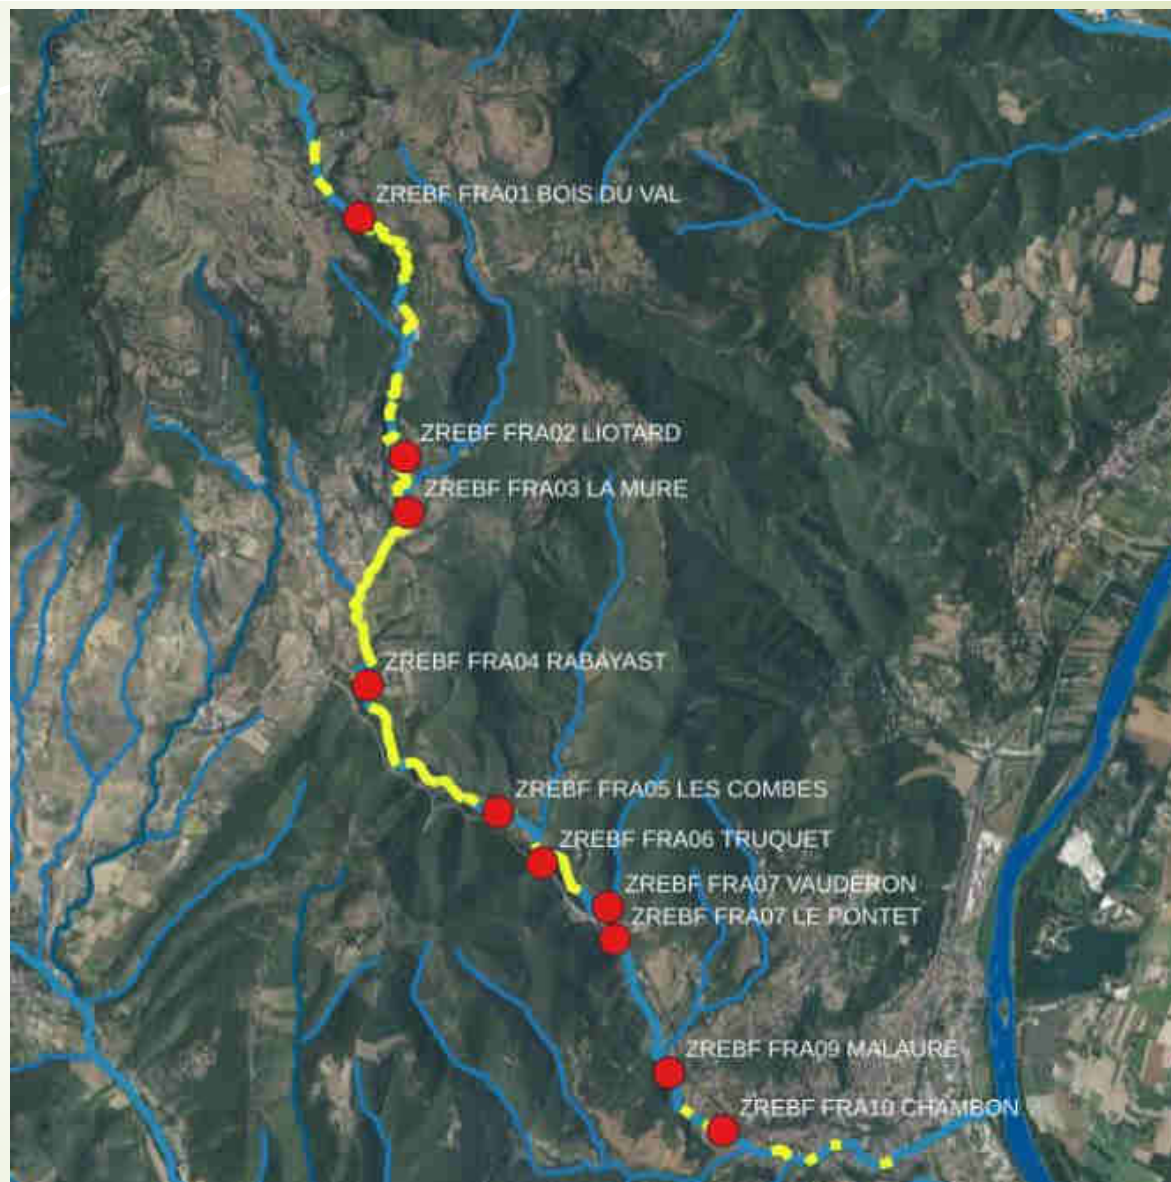 ZREBF FRA01 BOIS DU VAL
ZREBF FRA02 LIOTARD
ZREBF FRA03 LA MURE
ZREBF FRA04 RABAYAST
ZREBF FRA05 LES COMBES
ZREBF FRA06 TRUQUET
ZREBF FRA07 VAUDERON
ZREBF FRA07 LE PONTET
ZREBF FRA09 MALAURE
ZREBF FRA10 CHAMBON